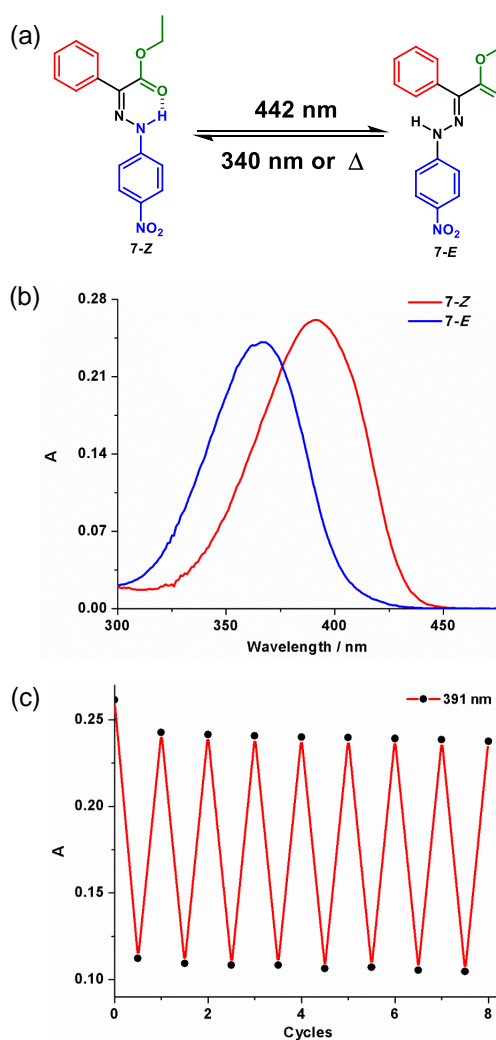 (a)
O
O
N
N
H
NO2
7-Z
442 nm
340 nm or Δ
O
H
N
N
NO2
7-E
(b)
7-Z
7-E
0.28
0.21
0.14
0.07
0.00
A
300 350 400 450
Wavelength / nm
(c)
391 nm
0.25
0.20
0.15
0.10
A
0 2 4 6 8
Cycles